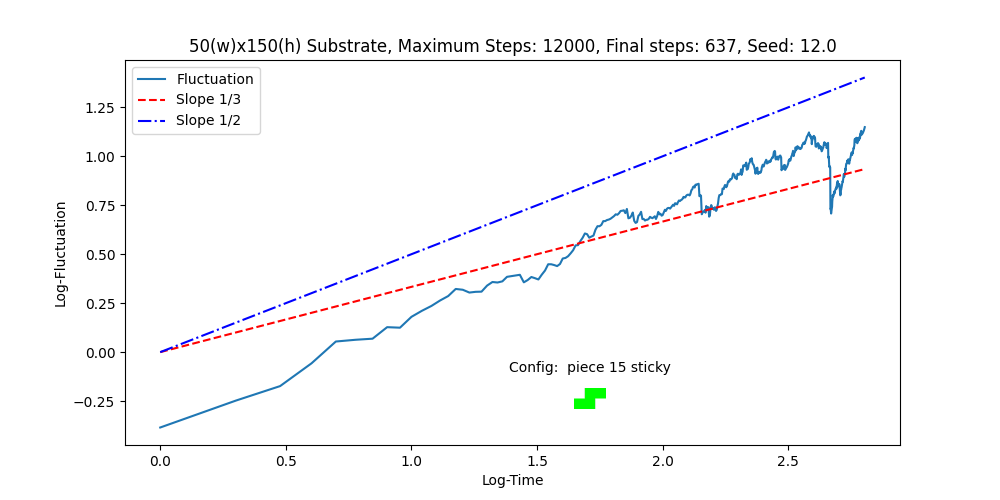 50(w)x150(h) Substrate, Maximum Steps: 12000, Final steps: 637, Seed: 12.0
Fluctuation
Slope 1/3
Slope 1/2
1.25
1.00
0.75
0.50
0.25
0.00
−0.25
Log-Fluctuation
Config:  piece 15 sticky
0.0 0.5 1.0 1.5 2.0 2.5
Log-Time